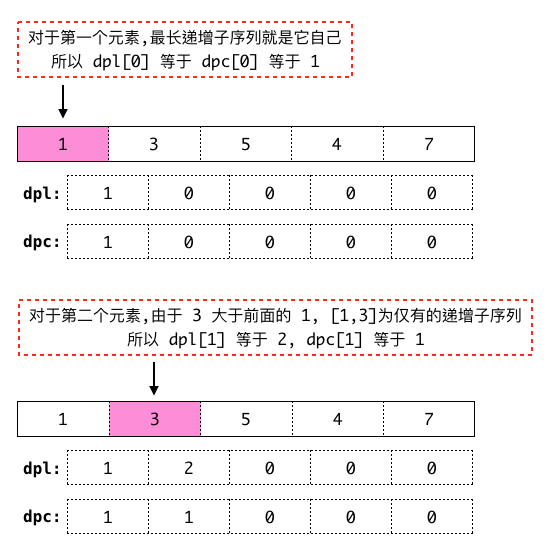 对于第一个元素,最长递增子序列就是它自己
所以 dpl[0] 等于 dpc[0] 等于 1
1 3 5 4 7
dpl: 1 0 0 0 0
dpc: 1 0 0 0 0
对于第二个元素,由于 3 大于前面的 1, [1,3]为仅有的递增子序列
所以 dpl[1] 等于 2, dpc[1] 等于 1
1 3 5 4 7
dpl: 1 2 0 0 0
dpc: 1 1 0 0 0